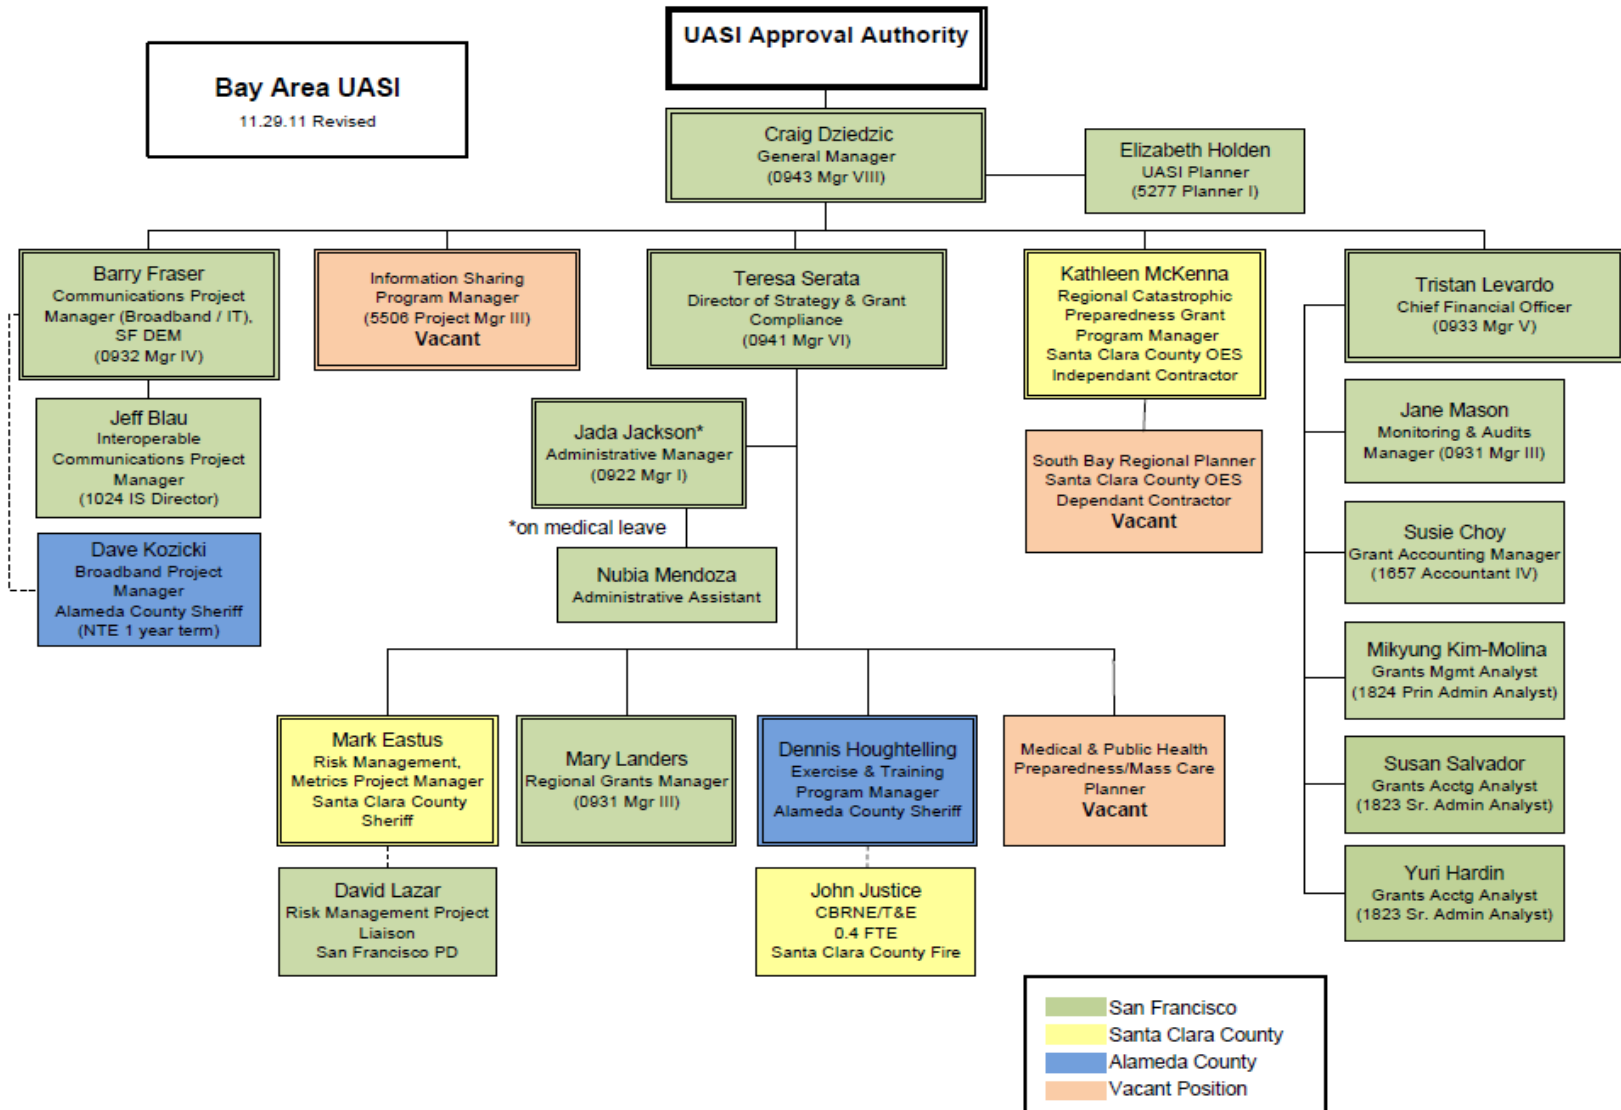 UASI Approval Authority
Bay Area UASI
11.29.11 Revised
Craig Dziedzic
General Manager
(0943 Mgr VIII)
Elizabeth Holden
UASI Planner
(5277 Planner I)
Barry Fraser
Communications Project
Manager (Broadband / IT),
SF DEM
(0932 Mgr IV)
Information Sharing
Program Manager
(5506 Project Mgr III)
Vacant
Teresa Serata
Director of Strategy & Grant
Compliance
(0941 Mgr VI)
Kathleen McKenna
Regional Catastrophic
Preparedness Grant
Program Manager
Santa Clara County OES
Independant Contractor
Tristan Levardo
Chief Financial Officer
(0933 Mgr V)
Jeff Blau
Interoperable
Communications Project
Manager
(1024 IS Director)
Jada Jackson*
Administrative Manager
(0922 Mgr I)
*on medical leave
South Bay Regional Planner
Santa Clara County OES
Dependant Contractor
Vacant
Jane Mason
Monitoring & Audits
Manager (0931 Mgr III)
Dave Kozicki
Broadband Project
Manager
Alameda County Sheriff
(NTE 1 year term)
Nubia Mendoza
Administrative Assistant
Susie Choy
Grant Accounting Manager
(1657 Accountant IV)
Mikyung Kim-Molina
Grants Mgmt Analyst
(1824 Prin Admin Analyst)
Mark Eastus
Risk Management,
Metrics Project Manager
Santa Clara County
Sheriff
Mary Landers
Regional Grants Manager
(0931 Mgr III)
Dennis Houghtelling
Exercise & Training
Program Manager
Alameda County Sheriff
Medical & Public Health
Preparedness/Mass Care
Planner
Vacant
Susan Salvador
Grants Acctg Analyst
(1823 Sr. Admin Analyst)
David Lazar
Risk Management Project
Liaison
San Francisco PD
John Justice
CBRNE/T&E
0.4 FTE
Santa Clara County Fire
Yuri Hardin
Grants Acctg Analyst
(1823 Sr. Admin Analyst)
San Francisco
Santa Clara County
Alameda County
Vacant Position